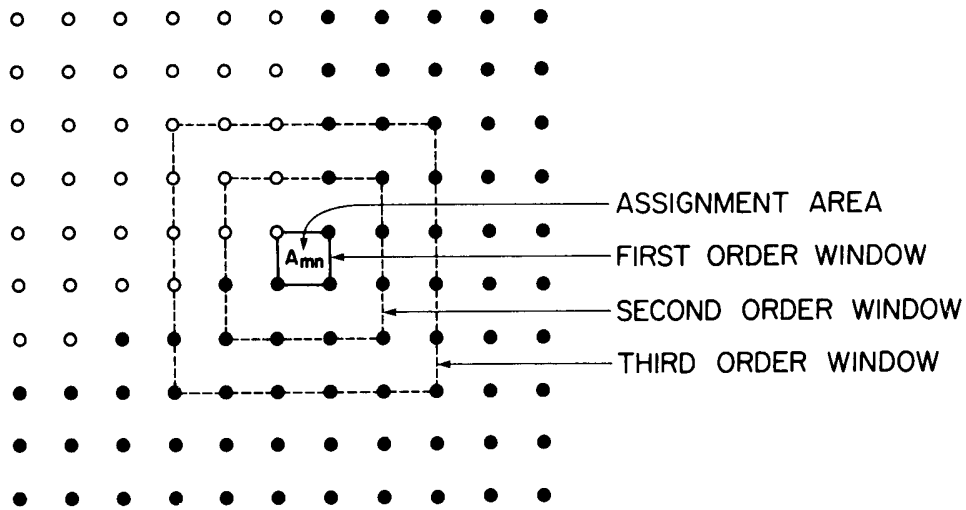 ASSIGNMENT AREA
Amn
FIRST ORDER WINDOW
SECOND ORDER WINDOW
THIRD ORDER WINDOW